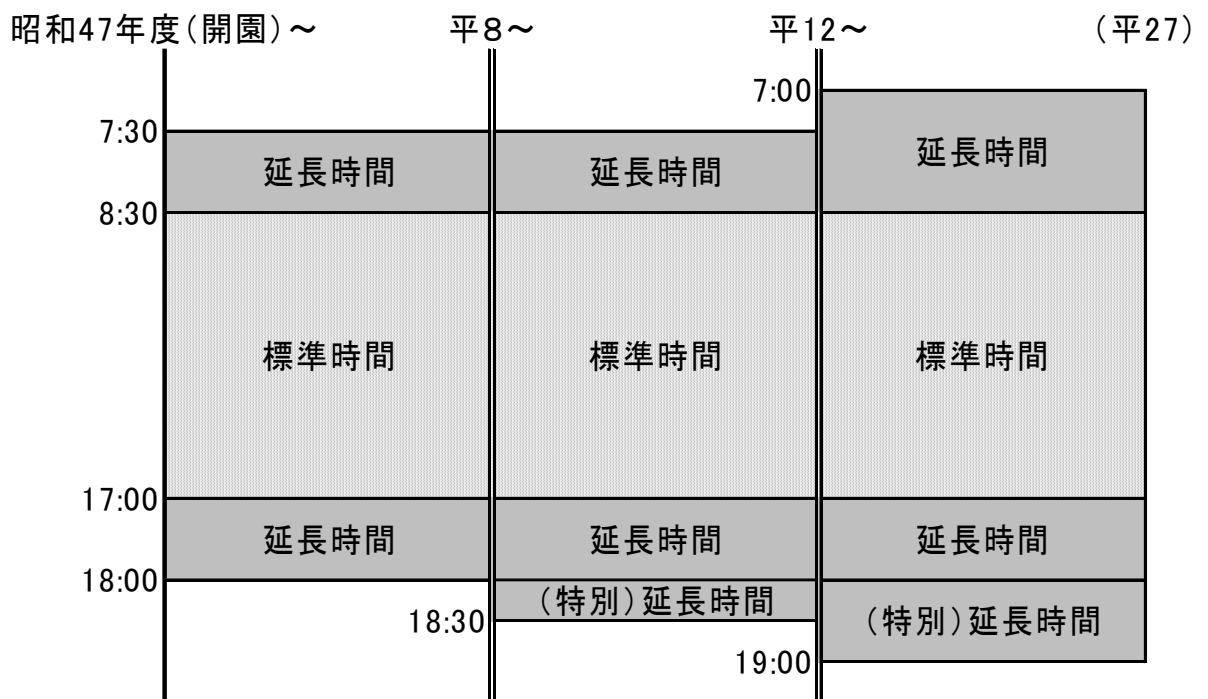 昭和47年度(開園)～ 平8～ 平12～ (平27)
7:00
7:30
延長時間 延長時間 延長時間
8:30
標準時間 標準時間 標準時間
17:00
延長時間 延長時間 延長時間
18:00
(特別)延長時間
18:30
(特別)延長時間
19:00